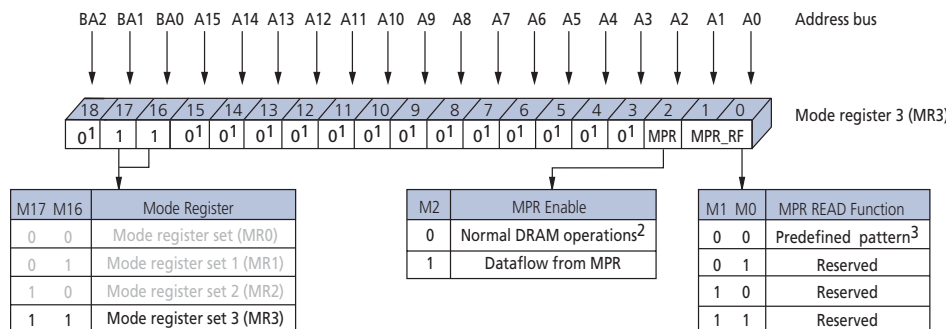 BA2 BA1 BA0 A15 A14 A13 A12 A11 A10 A9 A8 A7 A6 A5 A4 A3 A2 A1 A0 Address bus
18 17 16 15 14 13 12 11 10 9 8 7 6 5 4 3 2 1 0
Mode register 3 (MR3)
0¹ 1 1 0¹ 0¹ 0¹ 0¹ 0¹ 0¹ 0¹ 0¹ 0¹ 0¹ 0¹ 0¹ 0¹ MPR MPR_RF
M17 M16 Mode Register
0 0 Mode register set (MR0)
0 1 Mode register set 1 (MR1)
1 0 Mode register set 2 (MR2)
1 1 Mode register set 3 (MR3)
M2 MPR Enable
0 Normal DRAM operations²
1 Dataflow from MPR
M1 M0 MPR READ Function
0 0 Predefined pattern³
0 1 Reserved
1 0 Reserved
1 1 Reserved